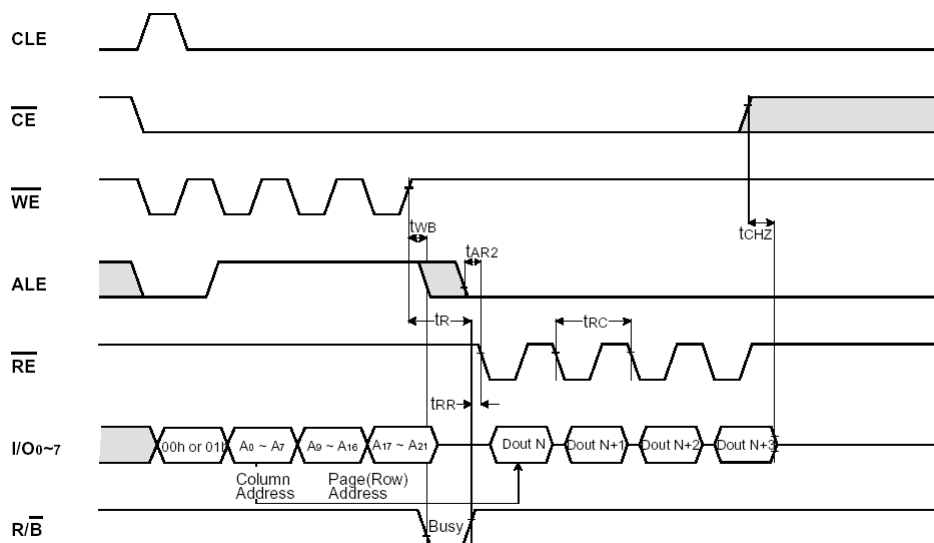 CLE
CE
WE
tWB
tCHZ
tAR2
ALE
tR
tRC
RE
tRR
I/O0~7
00h or 01h
A0 ~ A7
A9 ~ A16
A17 ~ A21
Dout N
Dout N+1
Dout N+2
Dout N+3
Column
Address
Page(Row)
Address
R/B
Busy